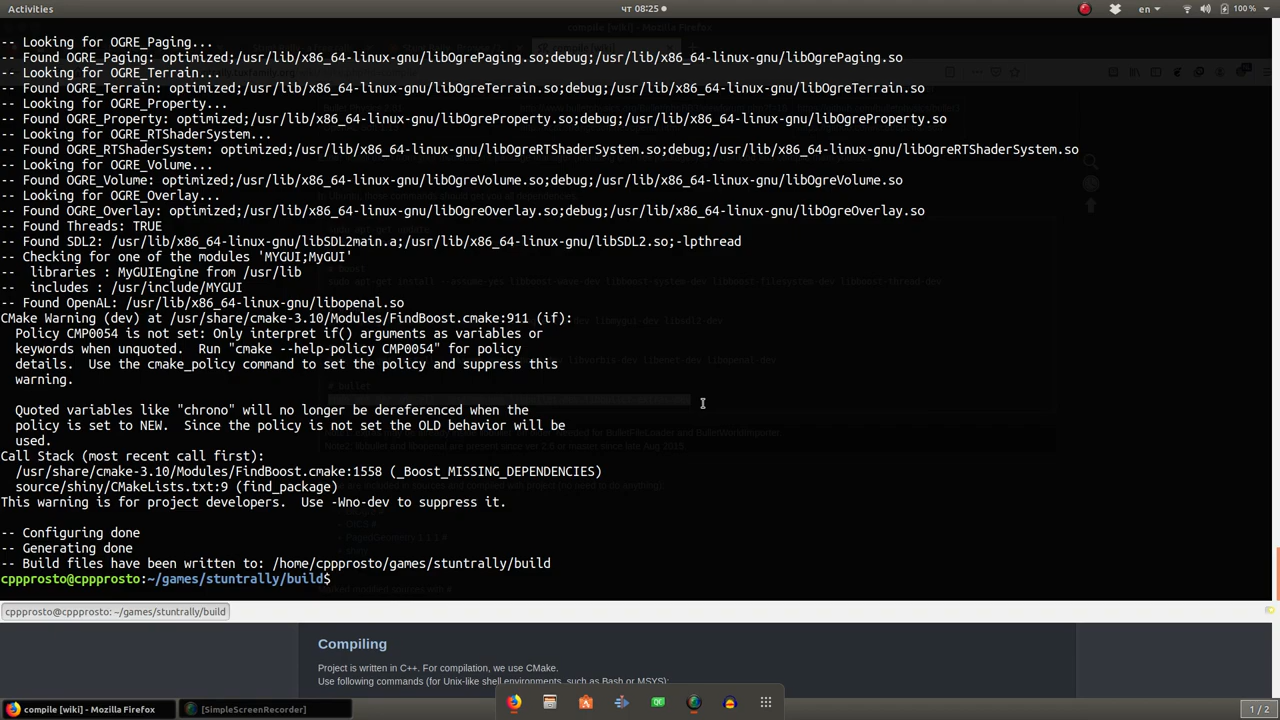 Activities
чт 08:25
en
100 %
compile [wiki] - Mozilla Firefox
-- Looking for OGRE_Paging...
-- Found OGRE_Paging: optimized;/usr/lib/x86_64-linux-gnu/libOgrePaging.so;debug;/usr/lib/x86_64-linux-gnu/libOgrePaging.so
-- Looking for OGRE_Terrain...
-- Found OGRE_Terrain: optimized;/usr/lib/x86_64-linux-gnu/libOgreTerrain.so;debug;/usr/lib/x86_64-linux-gnu/libOgreTerrain.so
-- Looking for OGRE_Property...
-- Found OGRE_Property: optimized;/usr/lib/x86_64-linux-gnu/libOgreProperty.so;debug;/usr/lib/x86_64-linux-gnu/libOgreProperty.so
-- Looking for OGRE_RTShaderSystem...
-- Found OGRE_RTShaderSystem: optimized;/usr/lib/x86_64-linux-gnu/libOgreRTShaderSystem.so;debug;/usr/lib/x86_64-linux-gnu/libOgreRTShaderSystem.so
-- Looking for OGRE_Volume...
-- Found OGRE_Volume: optimized;/usr/lib/x86_64-linux-gnu/libOgreVolume.so;debug;/usr/lib/x86_64-linux-gnu/libOgreVolume.so
-- Looking for OGRE_Overlay...
-- Found OGRE_Overlay: optimized;/usr/lib/x86_64-linux-gnu/libOgreOverlay.so;debug;/usr/lib/x86_64-linux-gnu/libOgreOverlay.so
-- Found Threads: TRUE
-- Found SDL2: /usr/lib/x86_64-linux-gnu/libSDL2main.a;/usr/lib/x86_64-linux-gnu/libSDL2.so;-lpthread
-- Checking for one of the modules 'MYGUI;MyGUI'
--   libraries : MyGUIEngine from /usr/lib
--   includes : /usr/include/MYGUI
-- Found OpenAL: /usr/lib/x86_64-linux-gnu/libopenal.so
CMake Warning (dev) at /usr/share/cmake-3.10/Modules/FindBoost.cmake:911 (if):
  Policy CMP0054 is not set: Only interpret if() arguments as variables or
  keywords when unquoted.  Run "cmake --help-policy CMP0054" for policy
  details.  Use the cmake_policy command to set the policy and suppress this
  warning.
  Quoted variables like "chrono" will no longer be dereferenced when the
  policy is set to NEW.  Since the policy is not set the OLD behavior will be
  used.
Call Stack (most recent call first):
  /usr/share/cmake-3.10/Modules/FindBoost.cmake:1558 (_Boost_MISSING_DEPENDENCIES)
  source/shiny/CMakeLists.txt:9 (find_package)
This warning is for project developers.  Use -Wno-dev to suppress it.
-- Configuring done
-- Generating done
-- Build files have been written to: /home/cppprosto/games/stuntrally/build
cppprosto@cppprosto:~/games/stuntrally/build$
cppprosto@cppprosto: ~/games/stuntrally/build
Compiling
Project is written in C++. For compilation, we use CMake.
Use following commands (for Unix-like shell environments, such as Bash or MSYS):
compile [wiki] - Mozilla Firefox
[SimpleScreenRecorder]
1 / 2